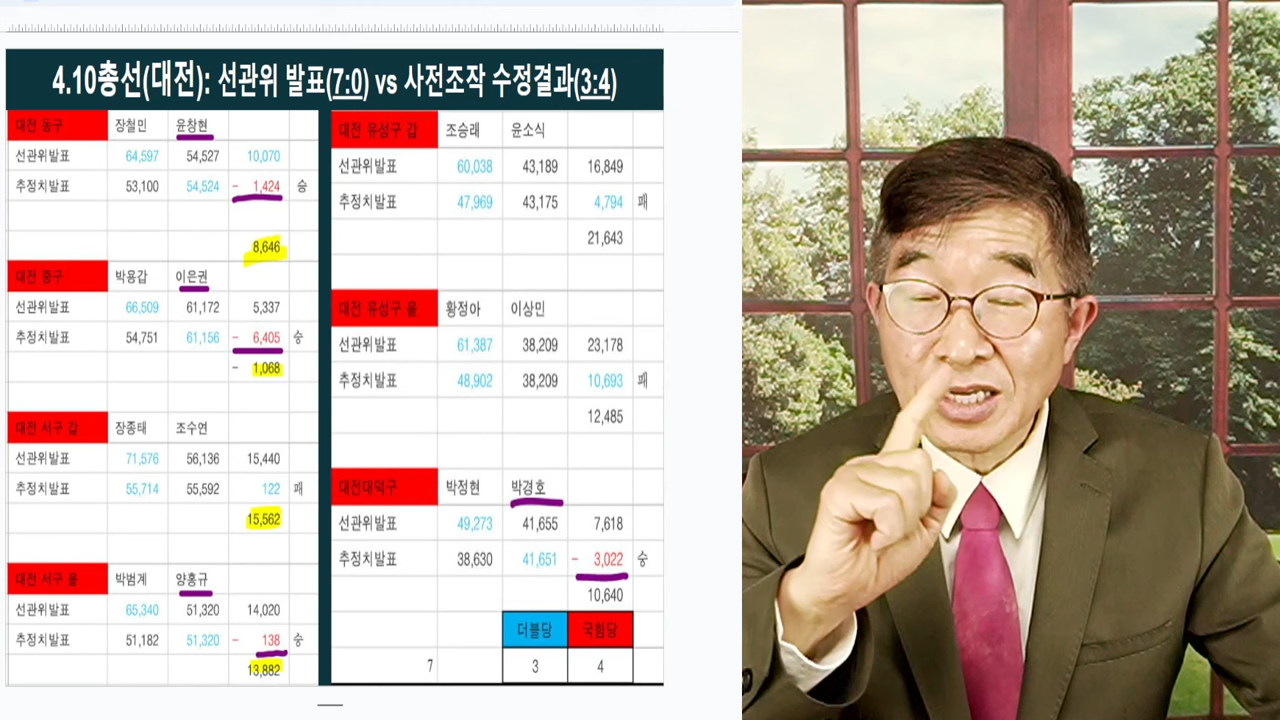 4.10총선(대전): 선관위 발표(7:0) vs 사전조작 수정결과(3:4)
대전 동구 장철민 윤창현
선관위발표 64,597 54,527 10,070
추정치발표 53,100 54,524 - 1,424 승
8,646
대전 중구 박용갑 이은권
선관위발표 66,509 61,172 5,337
추정치발표 54,751 61,156 - 6,405 승
- 1,068
대전 서구 갑 장종태 조수연
선관위발표 71,576 56,136 15,440
추정치발표 55,714 55,592 122 패
15,562
대전 서구 을 박범계 양홍규
선관위발표 65,340 51,320 14,020
추정치발표 51,182 51,320 - 138 승
13,882
대전 유성구 갑 조승래 윤소식
선관위발표 60,038 43,189 16,849
추정치발표 47,969 43,175 4,794 패
21,643
대전 유성구 을 황정아 이상민
선관위발표 61,387 38,209 23,178
추정치발표 48,902 38,209 10,693 패
12,485
대전대덕구 박정현 박경호
선관위발표 49,273 41,655 7,618
추정치발표 38,630 41,651 - 3,022 승
10,640
더불당 국힘당
7 3 4